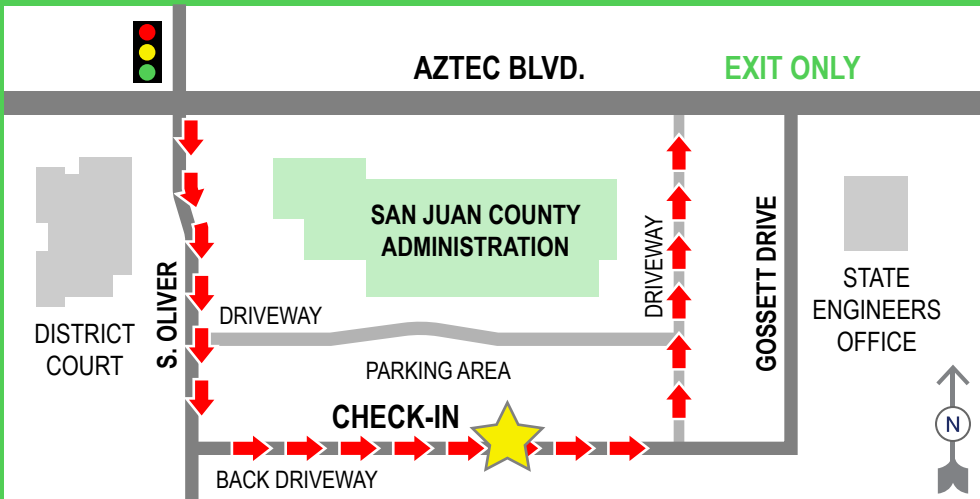 AZTEC BLVD.
EXIT ONLY
SAN JUAN COUNTY
ADMINISTRATION
DISTRICT
COURT
S. OLIVER
DRIVEWAY
DRIVEWAY
GOSSETT DRIVE
STATE
ENGINEERS
OFFICE
PARKING AREA
CHECK-IN
BACK DRIVEWAY
N